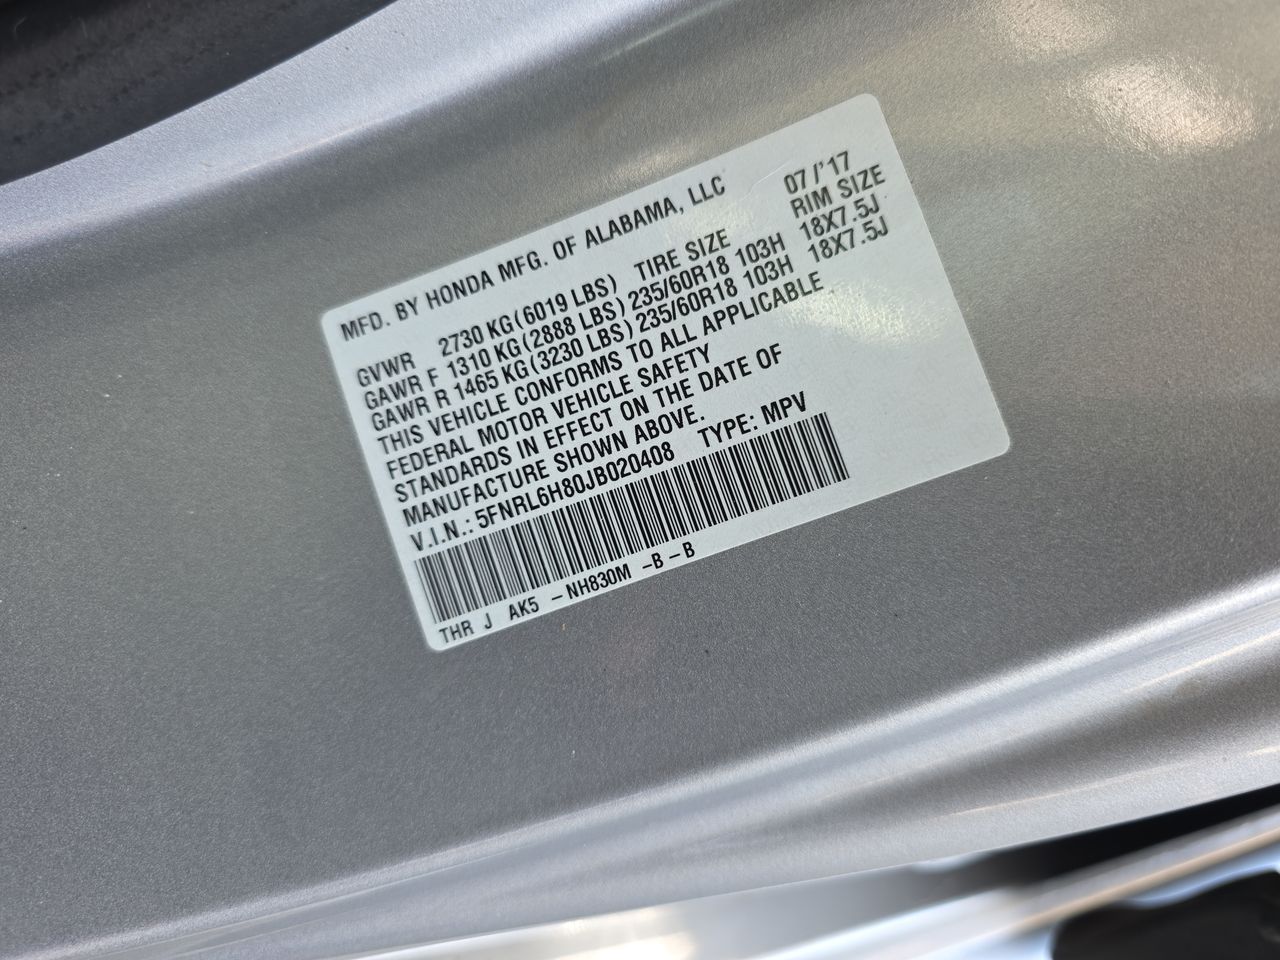 MFD. BY HONDA MFG. OF ALABAMA, LLC 07/'17
GVWR 2730 KG(6019 LBS) TIRE SIZE RIM SIZE
GAWR F 1310 KG(2888 LBS) 235/60R18 103H 18X7.5J
GAWR R 1465 KG(3230 LBS) 235/60R18 103H 18X7.5J
THIS VEHICLE CONFORMS TO ALL APPLICABLE
FEDERAL MOTOR VEHICLE SAFETY
STANDARDS IN EFFECT ON THE DATE OF
MANUFACTURE SHOWN ABOVE.
V.I.N.: 5FNRL6H80JB020408 TYPE: MPV
THR J AK5 -NH830M -B-B